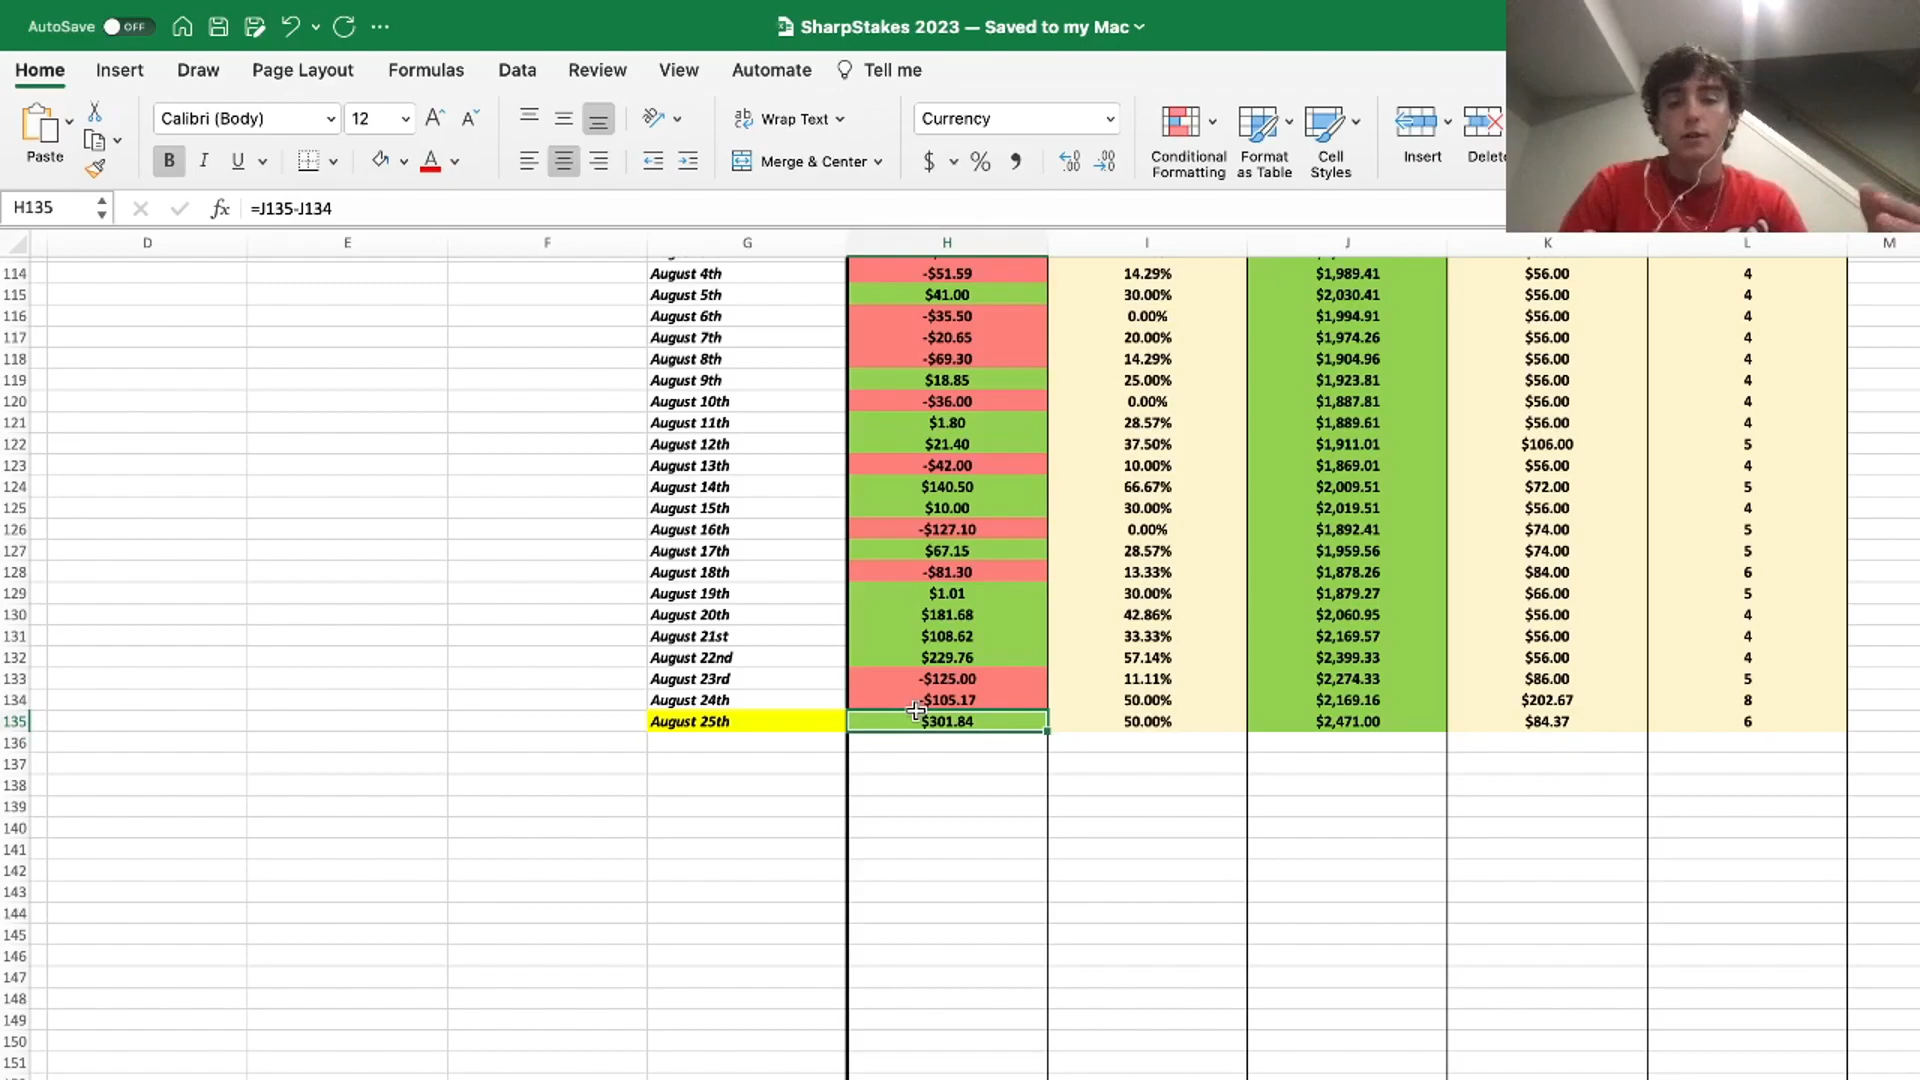 AutoSave OFF
SharpStakes 2023 — Saved to my Mac
Home Insert Draw Page Layout Formulas Data Review View Automate Tell me
Paste
Calibri (Body) 12
B I U
A
Wrap Text
Merge & Center
Currency
$ % 9
Conditional Formatting
Format as Table
Cell Styles
Insert
Delete
H135 fx =J135-J134
D E F G H I J K L M
114 August 4th -$51.59 14.29% $1,989.41 $56.00 4
115 August 5th $41.00 30.00% $2,030.41 $56.00 4
116 August 6th -$35.50 0.00% $1,994.91 $56.00 4
117 August 7th -$20.65 20.00% $1,974.26 $56.00 4
118 August 8th -$69.30 14.29% $1,904.96 $56.00 4
119 August 9th $18.85 25.00% $1,923.81 $56.00 4
120 August 10th -$36.00 0.00% $1,887.81 $56.00 4
121 August 11th $1.80 28.57% $1,889.61 $56.00 4
122 August 12th $21.40 37.50% $1,911.01 $106.00 5
123 August 13th -$42.00 10.00% $1,869.01 $56.00 4
124 August 14th $140.50 66.67% $2,009.51 $72.00 5
125 August 15th $10.00 30.00% $2,019.51 $56.00 4
126 August 16th -$127.10 0.00% $1,892.41 $74.00 5
127 August 17th $67.15 28.57% $1,959.56 $74.00 5
128 August 18th -$81.30 13.33% $1,878.26 $84.00 6
129 August 19th $1.01 30.00% $1,879.27 $66.00 5
130 August 20th $181.68 42.86% $2,060.95 $56.00 4
131 August 21st $108.62 33.33% $2,169.57 $56.00 4
132 August 22nd $229.76 57.14% $2,399.33 $56.00 4
133 August 23rd -$125.00 11.11% $2,274.33 $86.00 5
134 August 24th -$105.17 50.00% $2,169.16 $202.67 8
135 August 25th $301.84 50.00% $2,471.00 $84.37 6
136
137
138
139
140
141
142
143
144
145
146
147
148
149
150
151